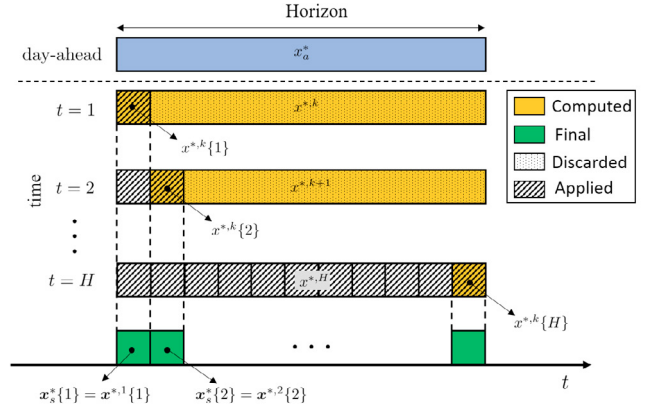 Horizon
day-ahead
x*a
t = 1
x*,k
Computed
Final
Discarded
Applied
x*,k{1}
time
t = 2
x*,k+1
x*,k{2}
t = H
x*,H
x*,k{H}
t
x*s{1} = x*,1{1}
x*s{2} = x*,2{2}